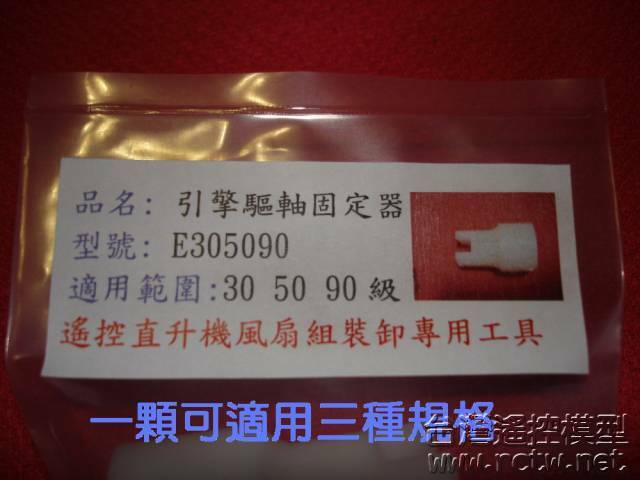 品名: 引擎驅軸固定器
型號: E305090
適用範圍:30 50 90 級
遙控直升機風扇組裝卸專用工具
一顆可適用三種規格
台灣遙控模型
www.rctw.net